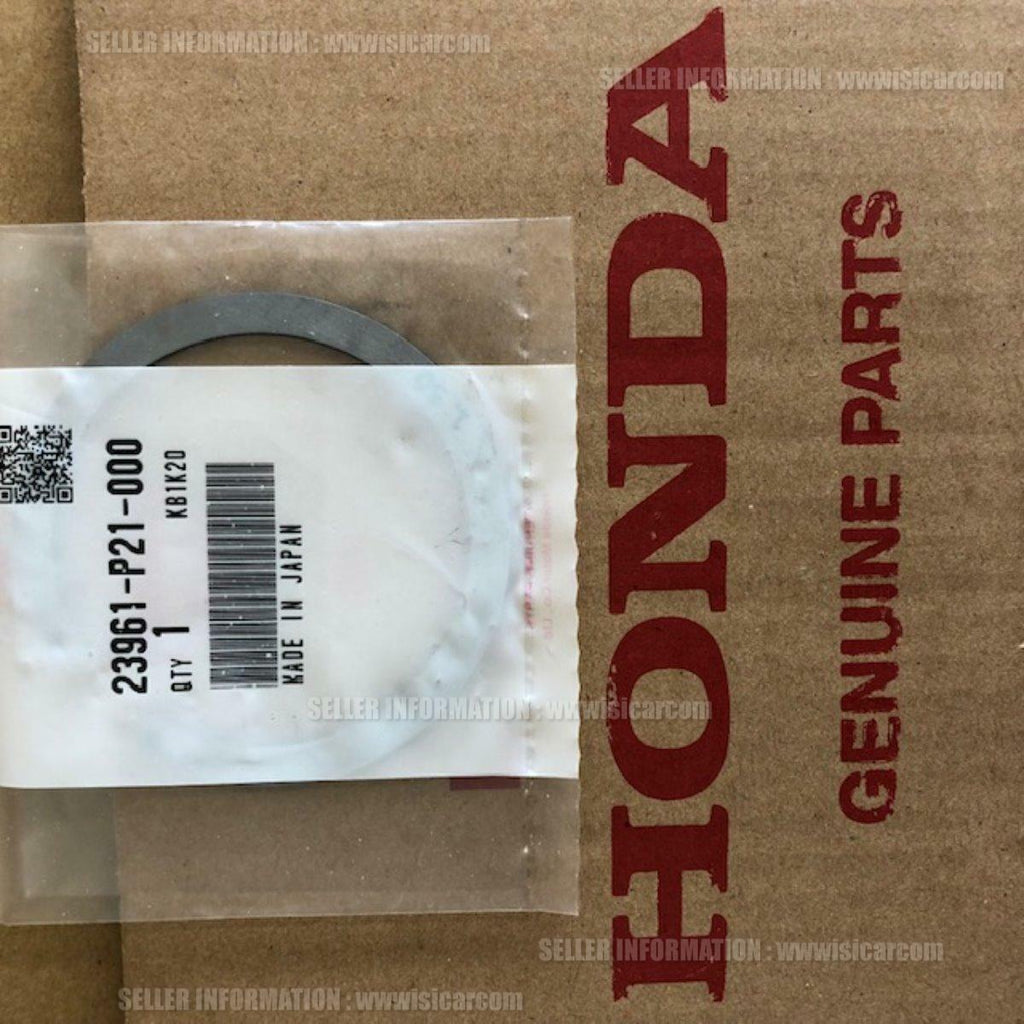 SELLER INFORMATION : wwwisicarcom
SELLER INFORMATION : wwwisicarcom
HONDA
GENUINE PARTS
23961-P21-000
QTY 1
KB1K20
MADE IN JAPAN
SELLER INFORMATION : wwwisicarcom
SELLER INFORMATION : wwwisicarcom
SELLER INFORMATION : wwwisicarcom